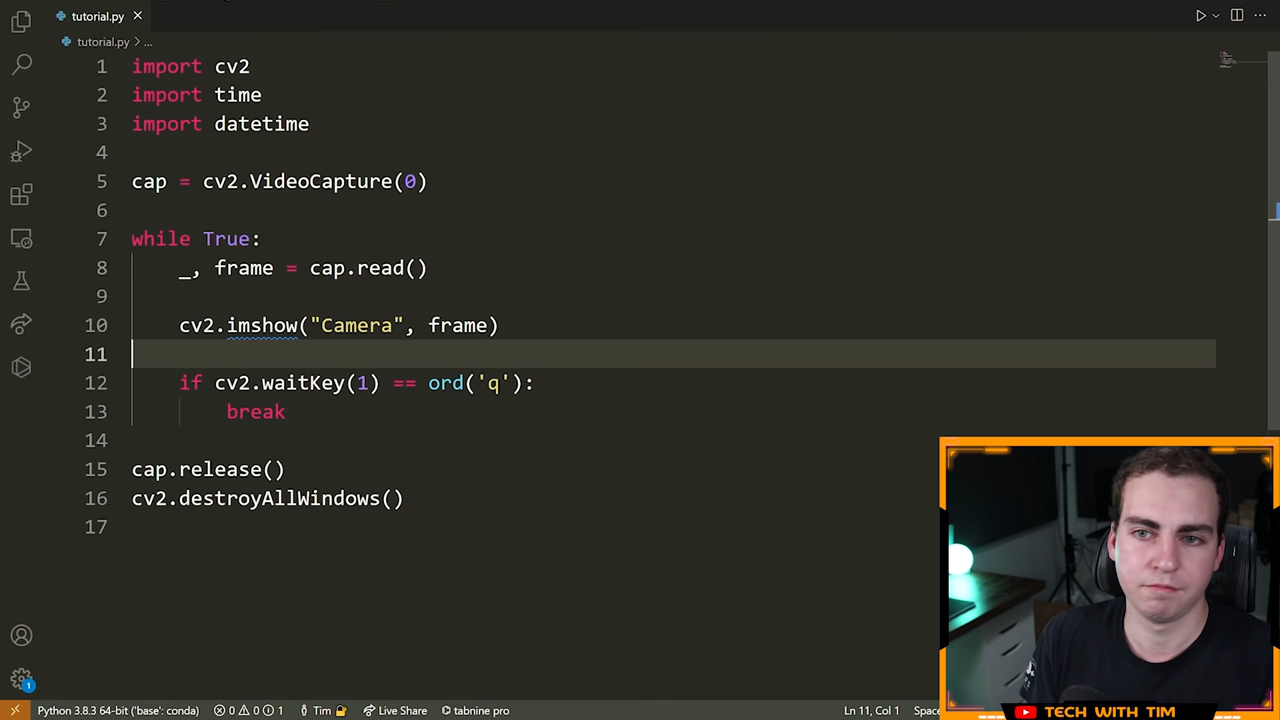 tutorial.py
tutorial.py > ...
1 import cv2
2 import time
3 import datetime
4
5 cap = cv2.VideoCapture(0)
6
7 while True:
8 _, frame = cap.read()
9
10 cv2.imshow("Camera", frame)
11
12 if cv2.waitKey(1) == ord('q'):
13 break
14
15 cap.release()
16 cv2.destroyAllWindows()
17
1
Python 3.8.3 64-bit ('base': conda) 0 0 1 Tim Live Share tabnine pro Ln 11, Col 1 Spac
TECH WITH TIM